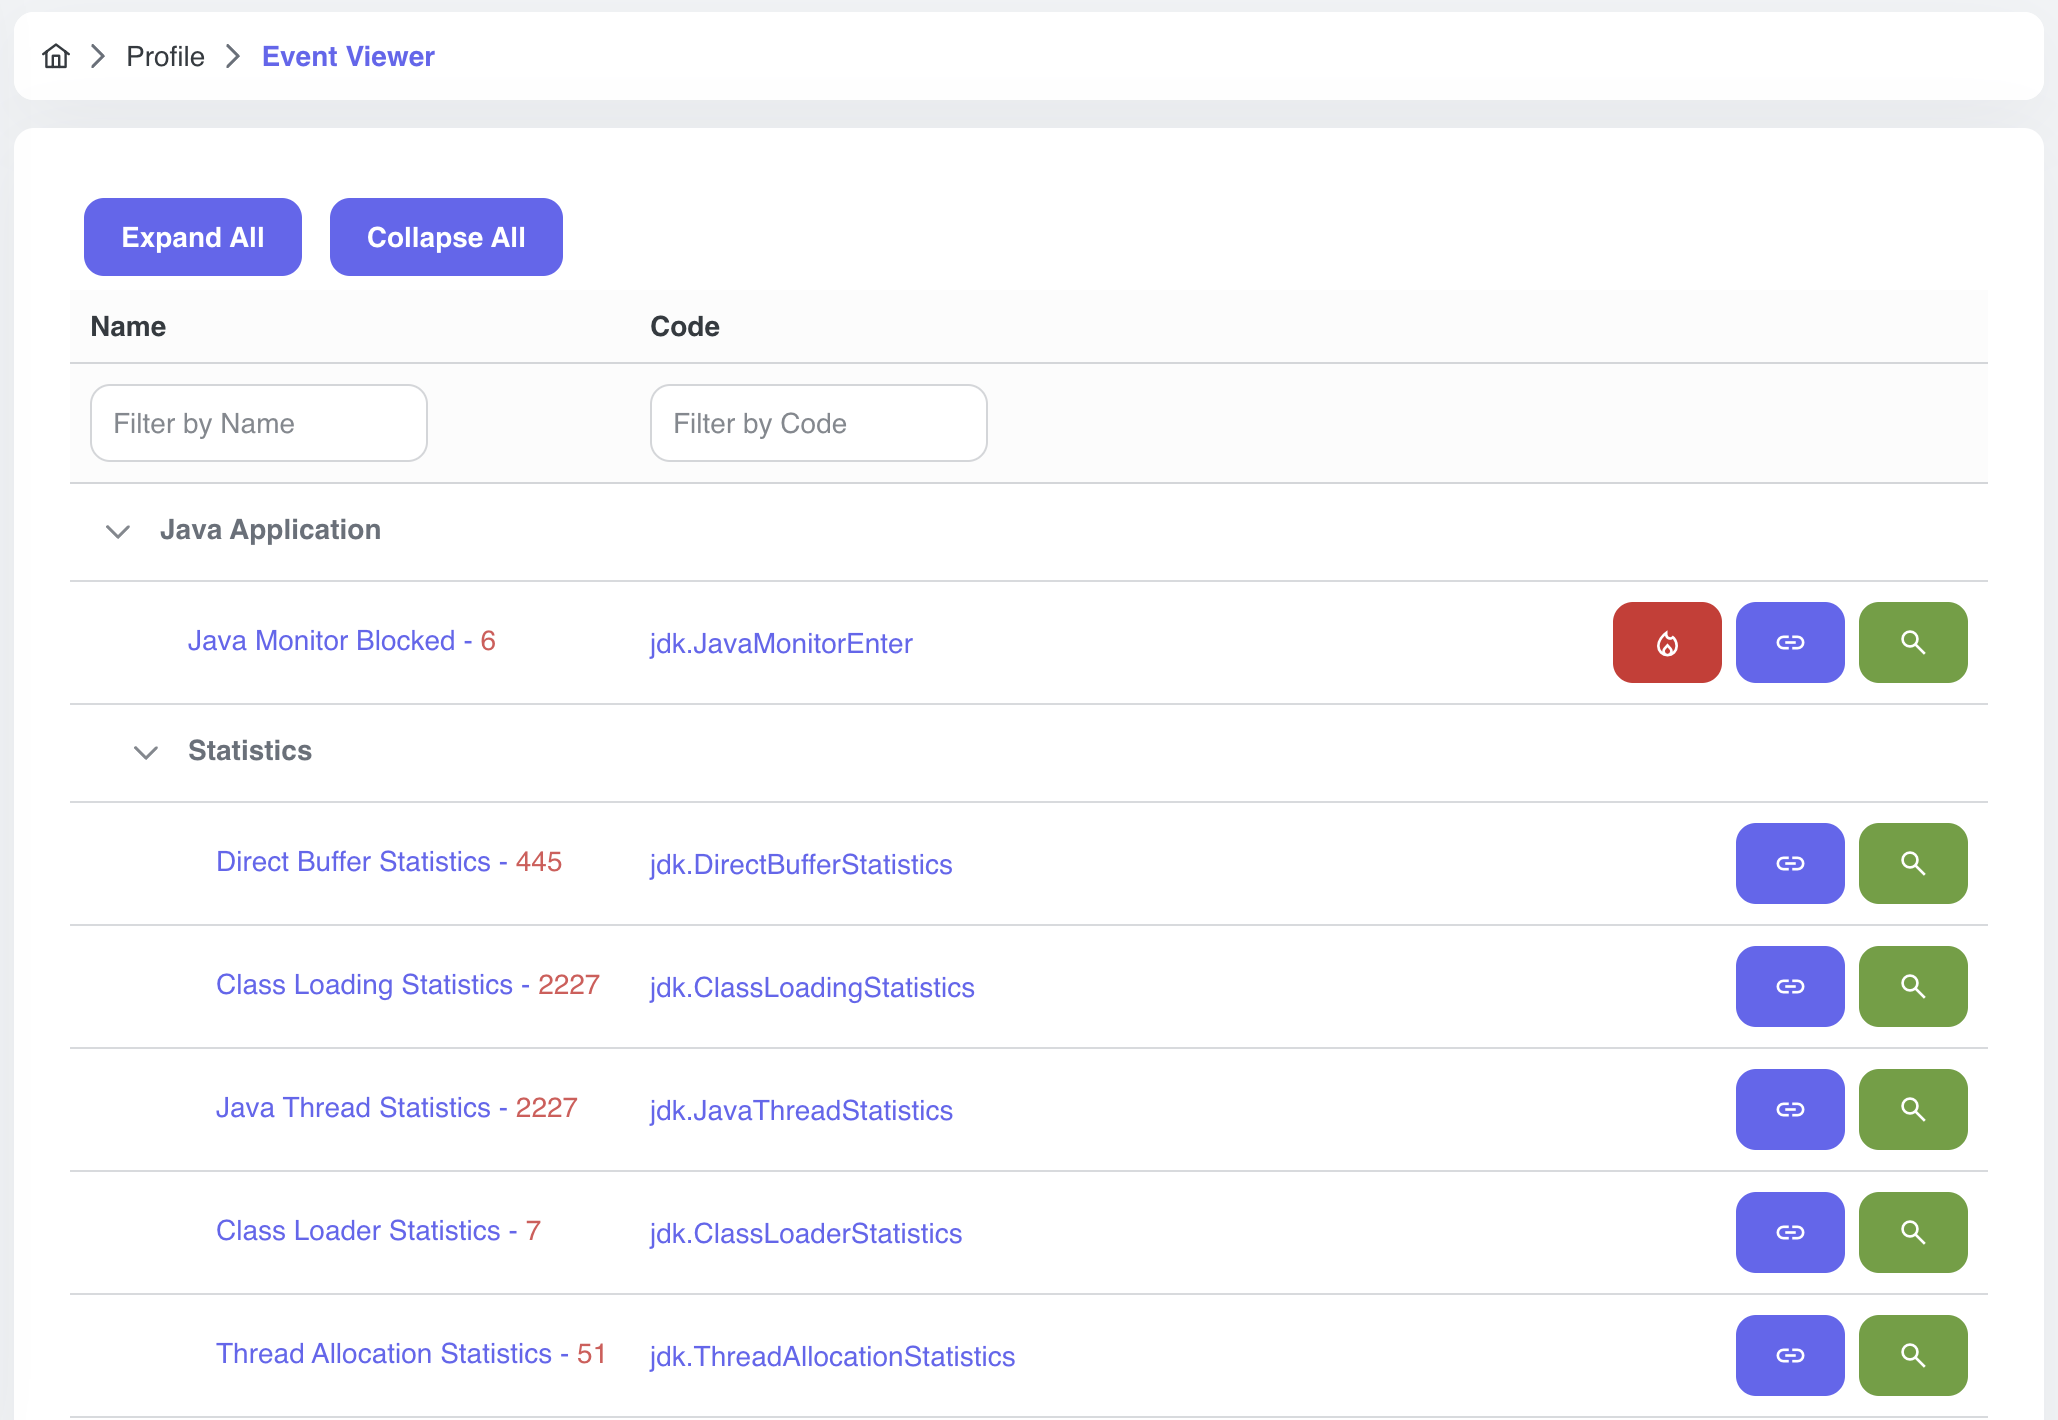 Profile Event Viewer
Expand All Collapse All
Name Code
Filter by Name Filter by Code
Java Application
Java Monitor Blocked - 6 jdk.JavaMonitorEnter
Statistics
Direct Buffer Statistics - 445 jdk.DirectBufferStatistics
Class Loading Statistics - 2227 jdk.ClassLoadingStatistics
Java Thread Statistics - 2227 jdk.JavaThreadStatistics
Class Loader Statistics - 7 jdk.ClassLoaderStatistics
Thread Allocation Statistics - 51 jdk.ThreadAllocationStatistics